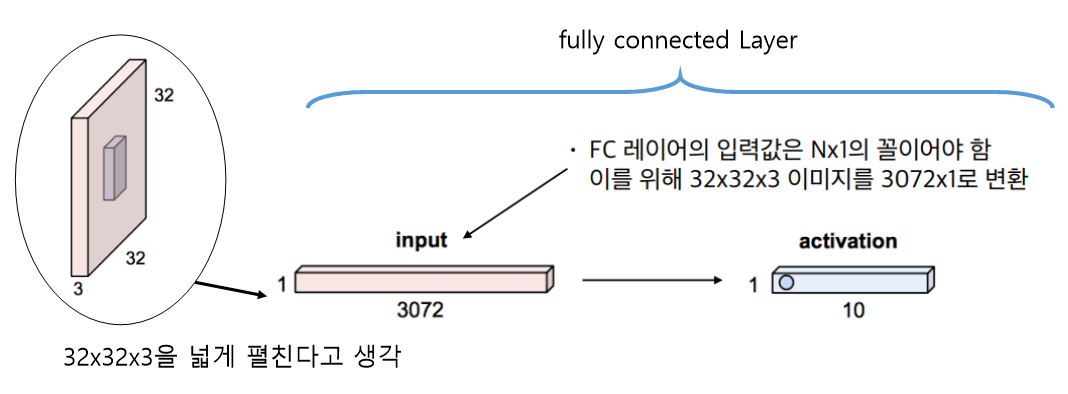 fully connected Layer
32
32
3
· FC 레이어의 입력값은 Nx1의 꼴이어야 함
이를 위해 32x32x3 이미지를 3072x1로 변환
input
1
3072
activation
1
10
32x32x3을 넓게 펼친다고 생각